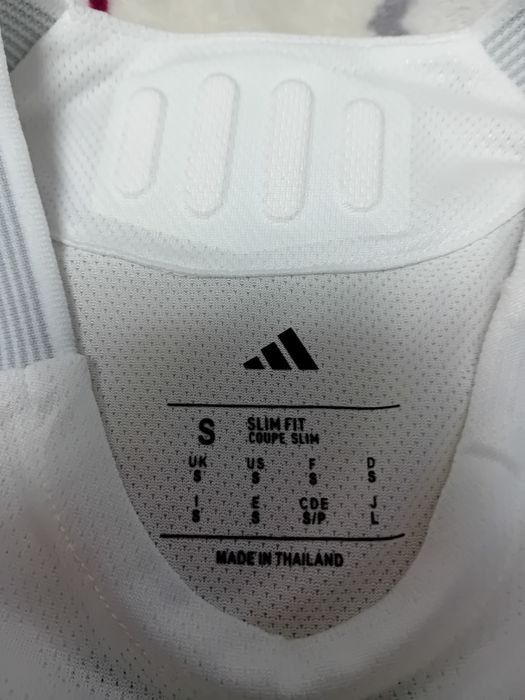 S SLIM FIT
COUPE SLIM
UK US F D
S S S S
I E CDE J
S S S/P L
MADE IN THAILAND